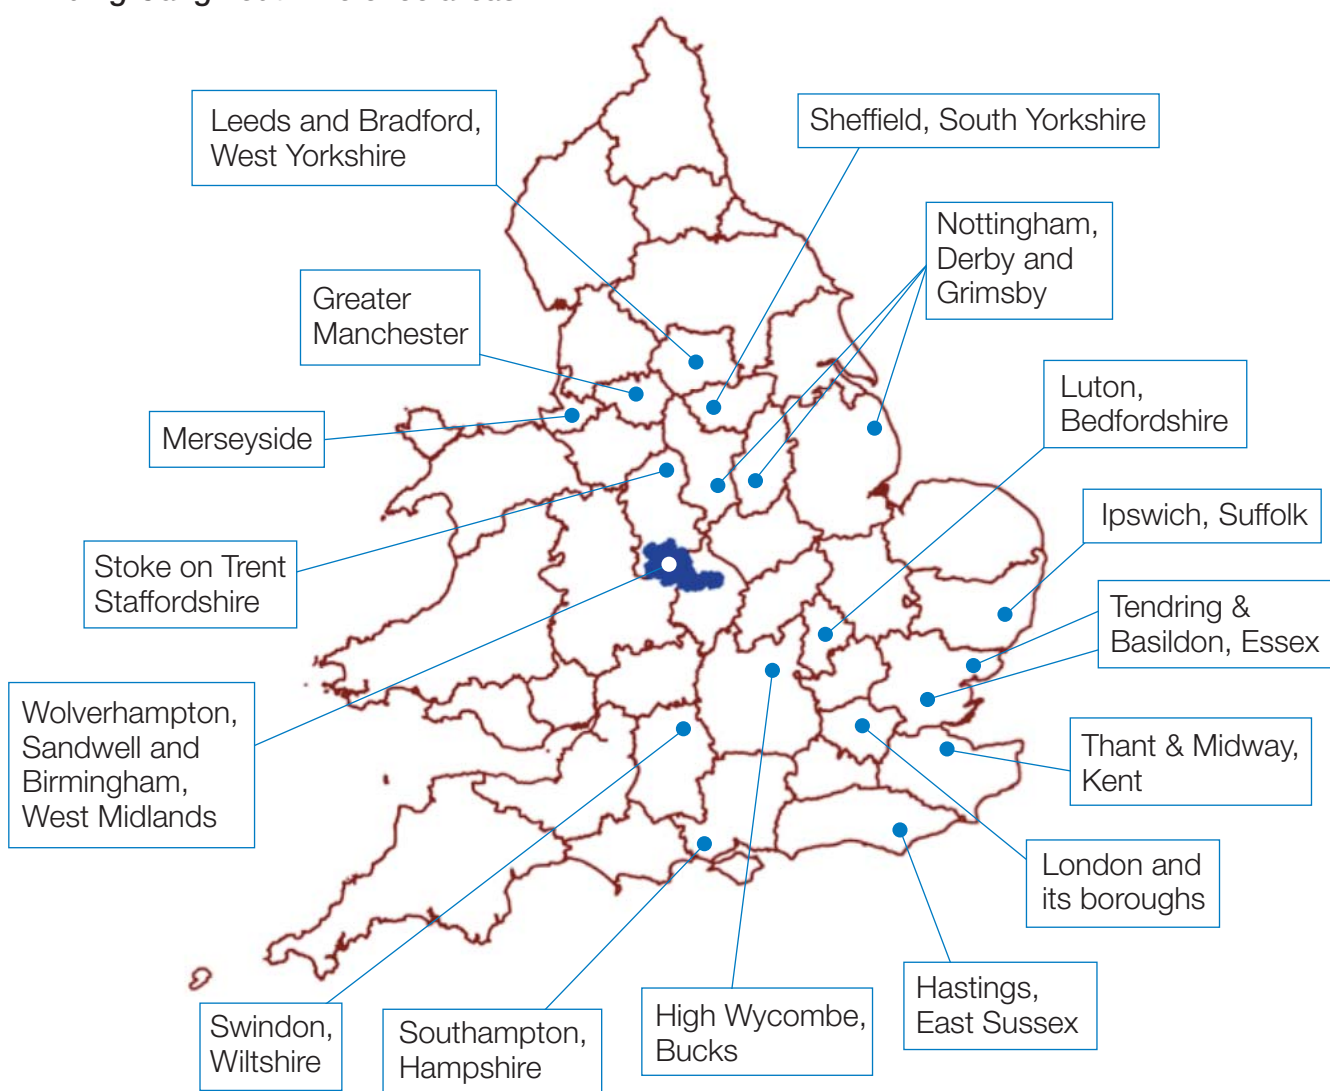 Leeds and Bradford,
West Yorkshire
Sheffield, South Yorkshire
Nottingham,
Derby and
Grimsby
Greater
Manchester
Luton,
Bedfordshire
Merseyside
Ipswich, Suffolk
Stoke on Trent
Staffordshire
Tendring &
Basildon, Essex
Wolverhampton,
Sandwell and
Birmingham,
West Midlands
Thant & Midway,
Kent
London and
its boroughs
Hastings,
East Sussex
High Wycombe,
Bucks
Swindon,
Wiltshire
Southampton,
Hampshire